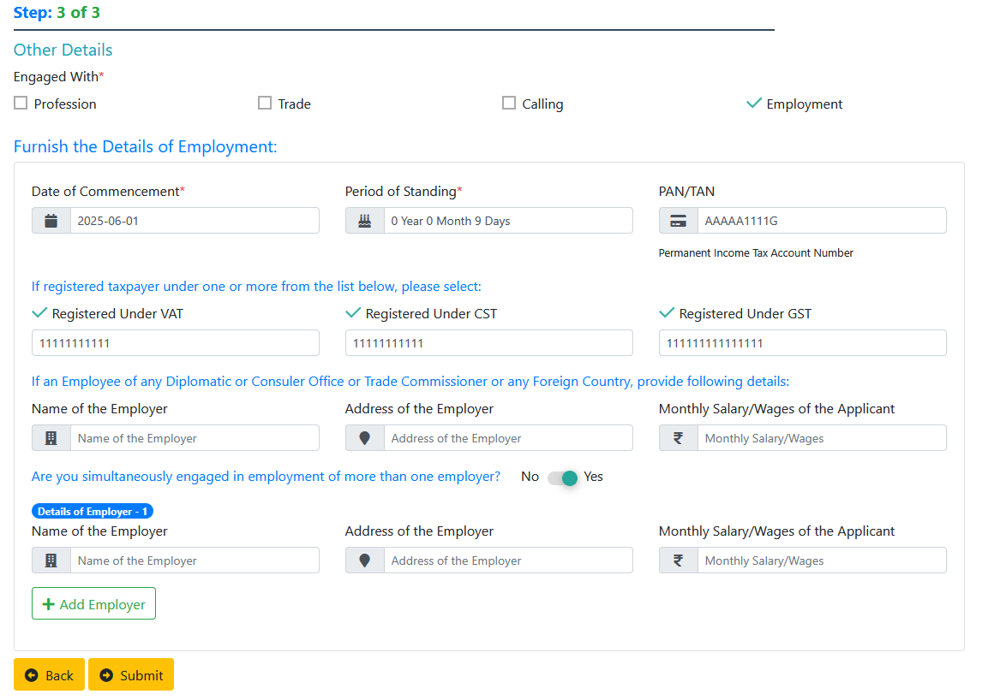 Step: 3 of 3
Other Details
Engaged With*
Profession Trade Calling Employment
Furnish the Details of Employment:
Date of Commencement* Period of Standing* PAN/TAN
2025-06-01 0 Year 0 Month 9 Days AAAAA1111G
Permanent Income Tax Account Number
If registered taxpayer under one or more from the list below, please select:
Registered Under VAT Registered Under CST Registered Under GST
11111111111 11111111111 111111111111111
If an Employee of any Diplomatic or Consuler Office or Trade Commissioner or any Foreign Country, provide following details:
Name of the Employer Address of the Employer Monthly Salary/Wages of the Applicant
Name of the Employer Address of the Employer Monthly Salary/Wages
Are you simultaneously engaged in employment of more than one employer? No Yes
Details of Employer - 1
Name of the Employer Address of the Employer Monthly Salary/Wages of the Applicant
Name of the Employer Address of the Employer Monthly Salary/Wages
Add Employer
Back Submit